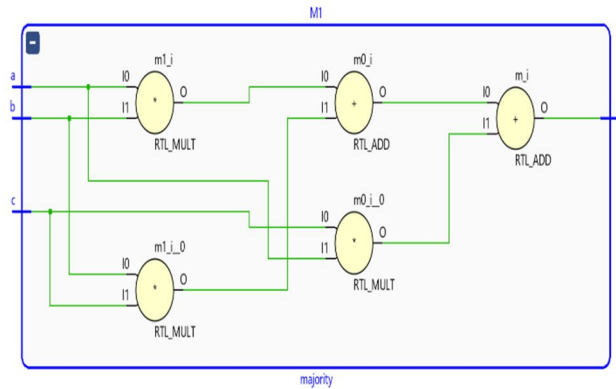 M1
−
a
b
c
m1_i
I0
I1
*
O
RTL_MULT
m0_i
I0
I1
+
O
RTL_ADD
m_i
I0
I1
+
O
RTL_ADD
m0_i__0
I0
I1
*
O
RTL_MULT
m1_i__0
I0
I1
*
O
RTL_MULT
majority